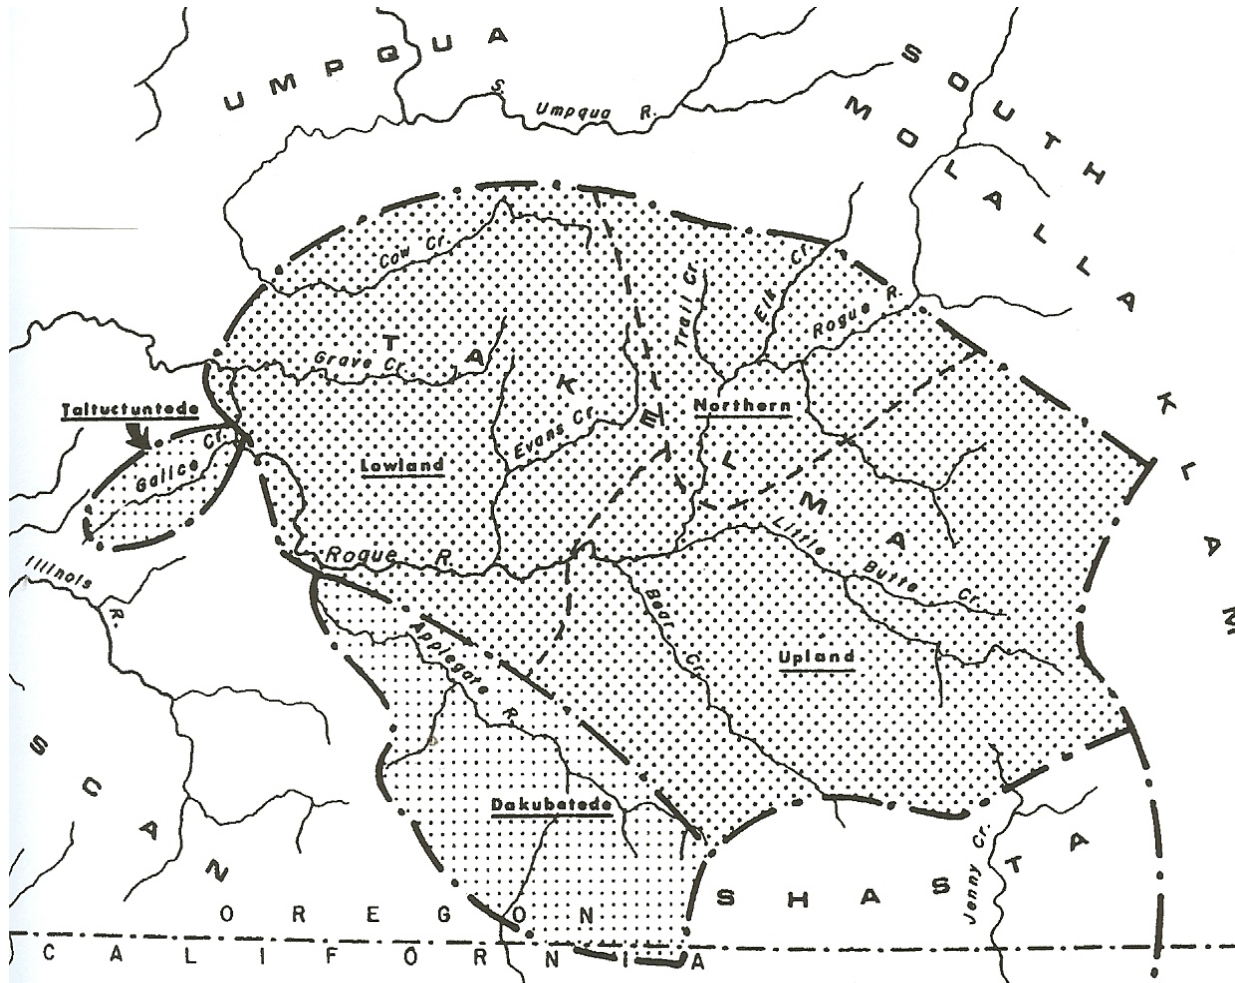 UMPQUA
S. Umpqua R.
SOUTH
MOLALLA
Cow Cr.
Trail Cr.
Elk Cr.
Rogue R.
TAKELMA
Grave Cr.
Taltuctuntede
Galice Cr.
Evans Cr.
Northern
Lowland
KLAM
Illinois R.
Rogue R.
Little Butte Cr.
Bear Cr.
Applegate R.
Upland
SCAN
Dakubetede
SHASTA
Jenny Cr.
OREGON
CALIFORNIA